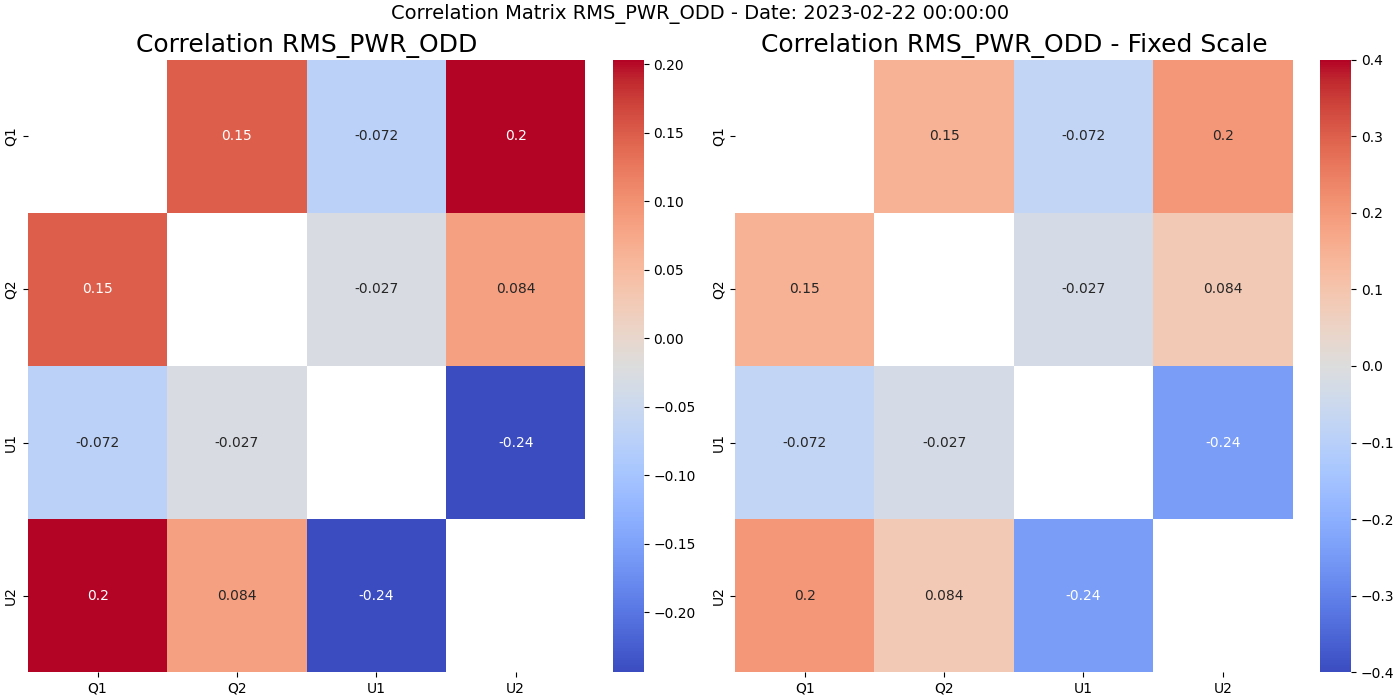 Correlation Matrix RMS_PWR_ODD - Date: 2023-02-22 00:00:00
Correlation RMS_PWR_ODD
Q1
0.15
-0.072
0.2
Q2
0.15
-0.027
0.084
U1
-0.072
-0.027
-0.24
U2
0.2
0.084
-0.24
Q1
Q2
U1
U2
0.20
0.15
0.10
0.05
0.00
−0.05
−0.10
−0.15
−0.20
Correlation RMS_PWR_ODD - Fixed Scale
Q1
0.15
-0.072
0.2
Q2
0.15
-0.027
0.084
U1
-0.072
-0.027
-0.24
U2
0.2
0.084
-0.24
Q1
Q2
U1
U2
0.4
0.3
0.2
0.1
0.0
−0.1
−0.2
−0.3
−0.4